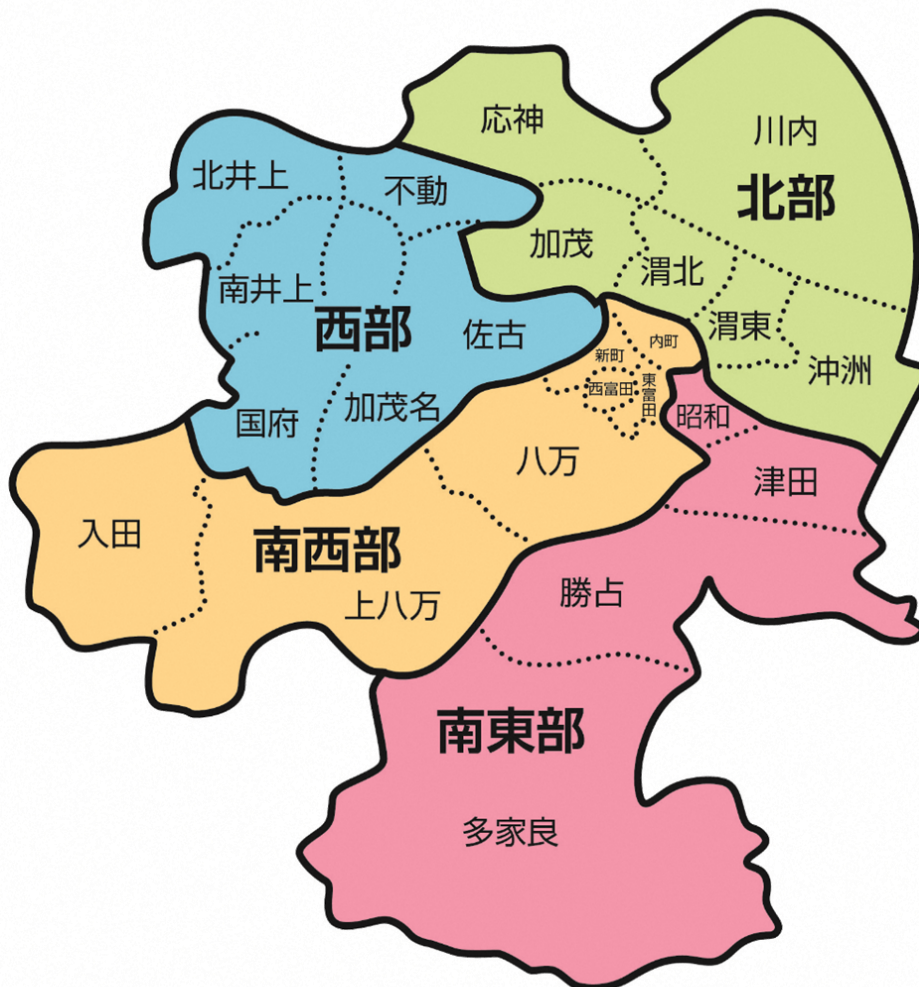 応神
川内
北部
北井上
不動
加茂
渭北
南井上
西部
佐古
渭東
沖洲
内町
新町
西富田
東富田
国府
加茂名
昭和
八万
津田
入田
南西部
上八万
勝占
南東部
多家良